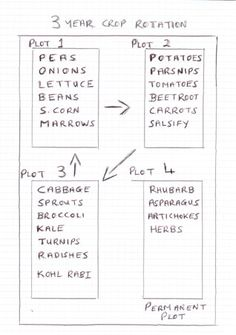 3 YEAR CROP ROTATION
PLOT 1
PEAS
ONIONS
LETTUCE
BEANS
S.CORN
MARROWS
PLOT 2
POTATOES
PARSNIPS
TOMATOES
BEETROOT
CARROTS
SALSIFY
PLOT 3
CABBAGE
SPROUTS
BROCCOLI
KALE
TURNIPS
RADISHES
KOHL RABI
PLOT 4
RHUBARB
ASPARAGUS
ARTICHOKES
HERBS
PERMANENT
PLOT